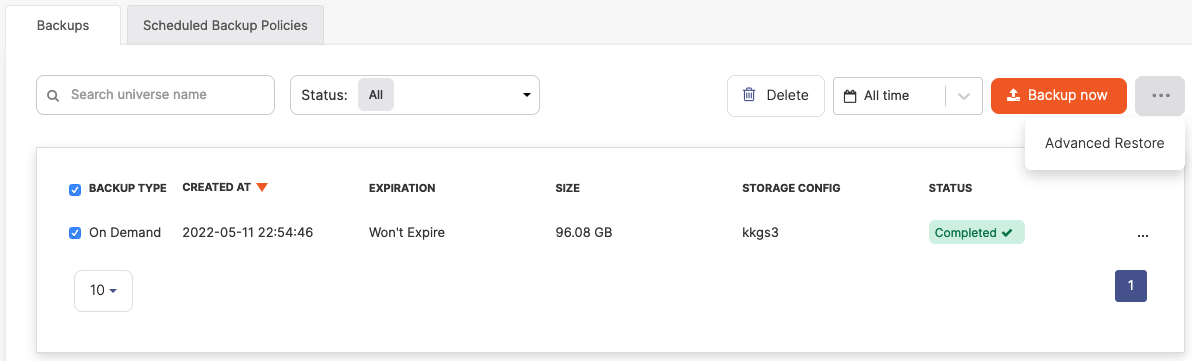 Backups
Scheduled Backup Policies
Search universe name
Status: All
Delete
All time
Backup now
...
Advanced Restore
BACKUP TYPE CREATED AT EXPIRATION SIZE STORAGE CONFIG STATUS
On Demand 2022-05-11 22:54:46 Won't Expire 96.08 GB kkgs3 Completed ...
10
1